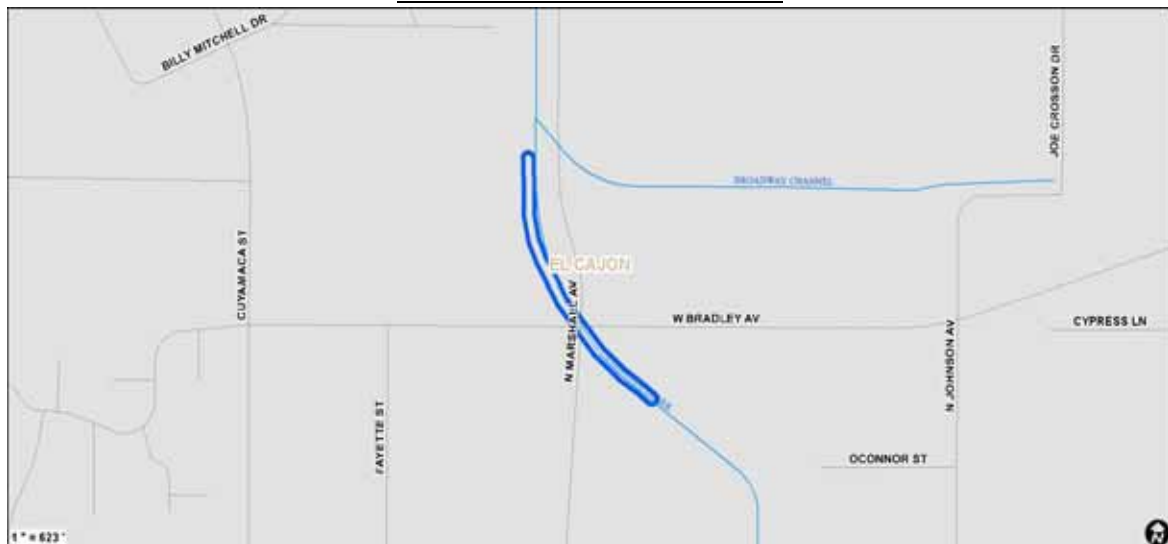 BILLY MITCHELL DR
JOE CROSSON DR
BROADWAY CHANNEL
CUYAMACA ST
EL CAJON
N MARSHALL AV
W BRADLEY AV
CYPRESS LN
N JOHNSON AV
FAYETTE ST
OCONNOR ST
1 " = 623 '
N